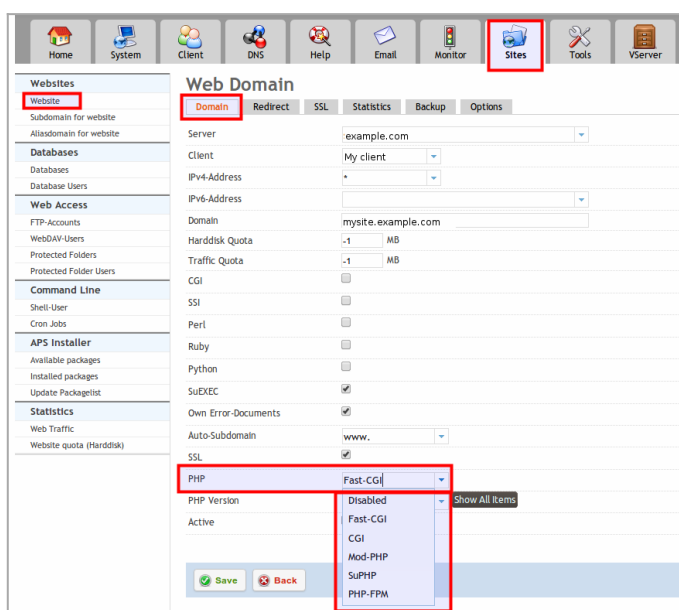 Home System Client DNS Help Email Monitor Sites Tools VServer
Websites
Website
Subdomain for website
Aliasdomain for website
Databases
Databases
Database Users
Web Access
FTP-Accounts
WebDAV-Users
Protected Folders
Protected Folder Users
Command Line
Shell-User
Cron Jobs
APS Installer
Available packages
Installed packages
Update Packagelist
Statistics
Web Traffic
Website quota (Harddisk)
Web Domain
Domain Redirect SSL Statistics Backup Options
Server example.com
Client My client
IPv4-Address *
IPv6-Address
Domain mysite.example.com
Harddisk Quota -1 MB
Traffic Quota -1 MB
CGI
SSI
Perl
Ruby
Python
SuEXEC
Own Error-Documents
Auto-Subdomain www.
SSL
PHP Fast-CGI
PHP Version Disabled Show All Items
Active Fast-CGI
CGI
Mod-PHP
SuPHP
PHP-FPM
Save Back